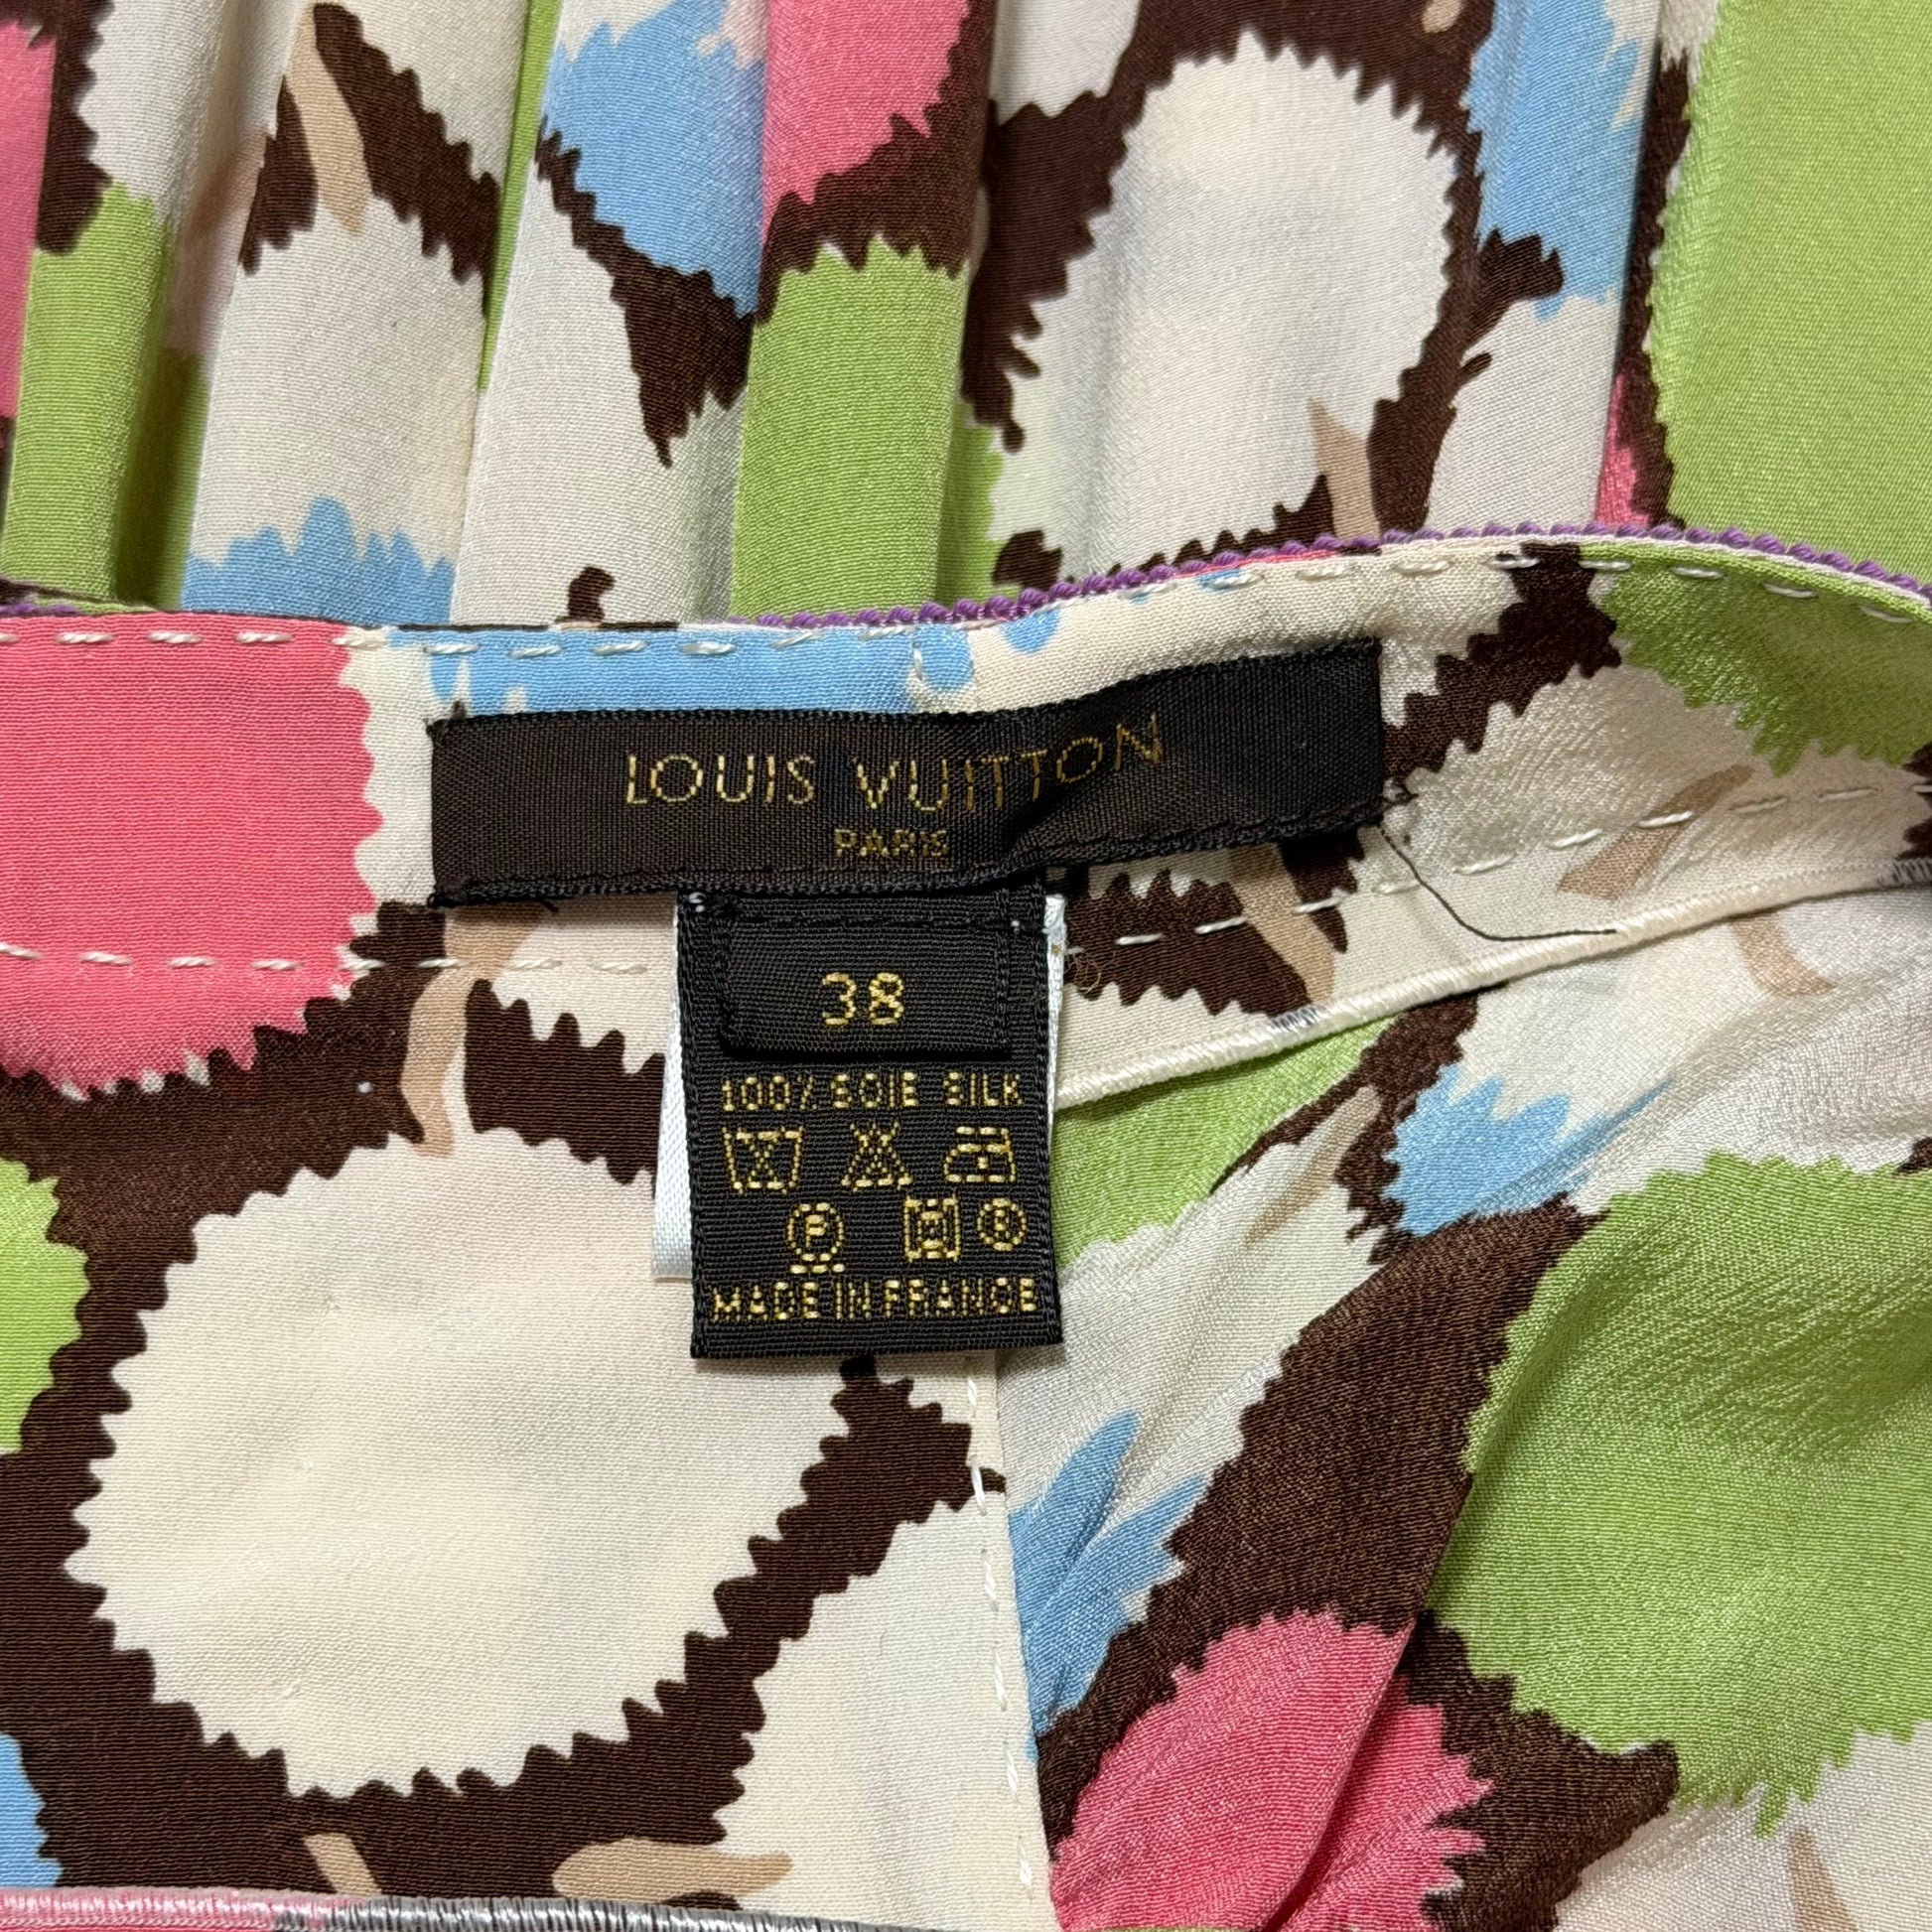 LOUIS VUITTON
PARIS
38
100% SOIE SILK
P B
MADE IN FRANCE